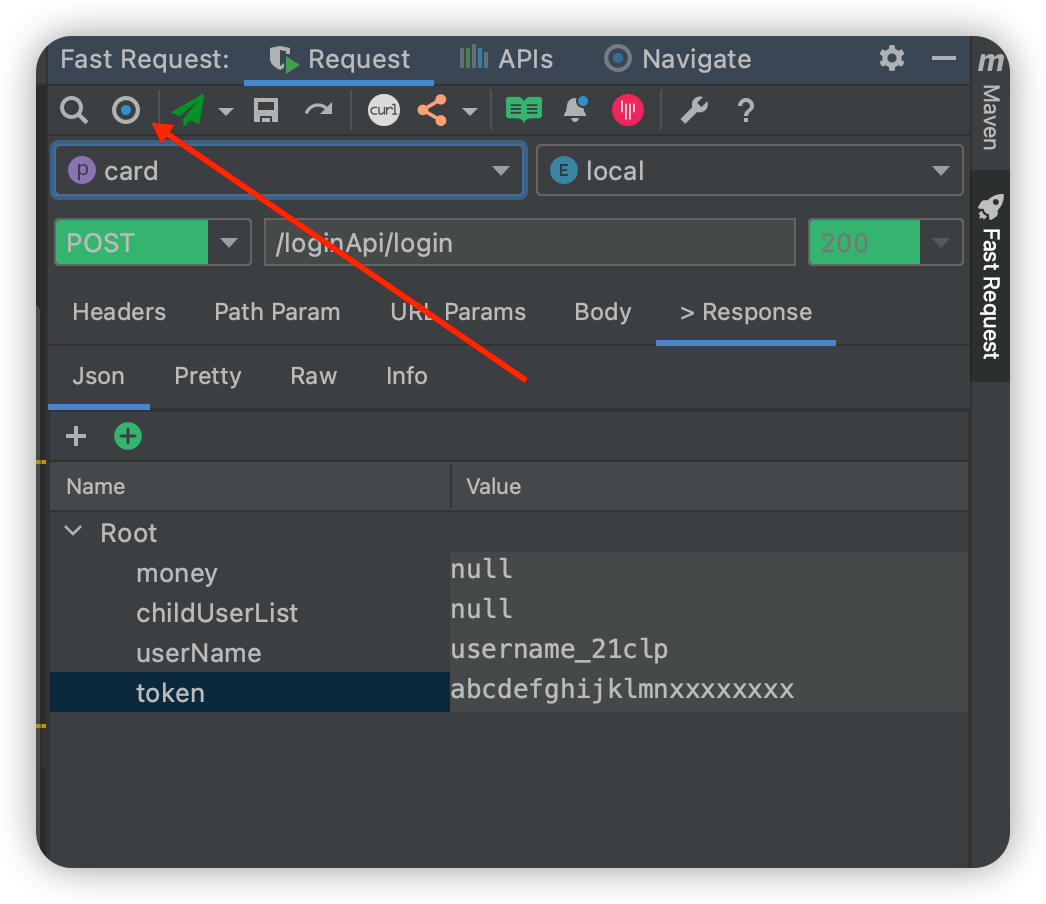 Fast Request: Request APIs Navigate
curl ?
p card E local
POST /loginApi/login 200
Headers Path Param URL Params Body > Response
Json Pretty Raw Info
Name Value
Root
money null
childUserList null
userName username_21clp
token abcdefghijklmnxxxxxxxx
m Maven
Fast Request